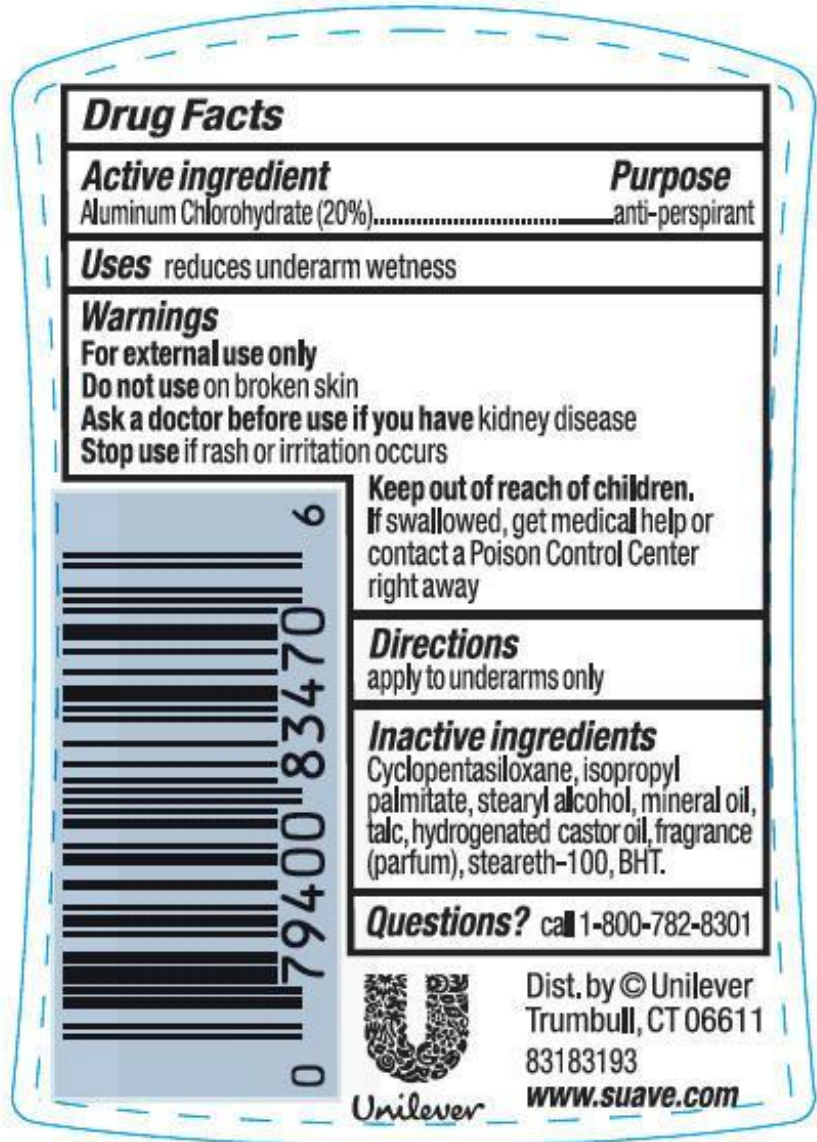 Drug Facts
Active ingredient Purpose
Aluminum Chlorohydrate (20%)..........................................anti-perspirant
Uses reduces underarm wetness
Warnings
For external use only
Do not use on broken skin
Ask a doctor before use if you have kidney disease
Stop use if rash or irritation occurs
Keep out of reach of children.
If swallowed, get medical help or
contact a Poison Control Center
right away
Directions
apply to underarms only
Inactive ingredients
Cyclopentasiloxane, isopropyl
palmitate, stearyl alcohol, mineral oil,
talc, hydrogenated castor oil, fragrance
(parfum), steareth-100, BHT.
Questions? call 1-800-782-8301
0 79400 83470 6
Unilever
Dist. by © Unilever
Trumbull, CT 06611
83183193
www.suave.com